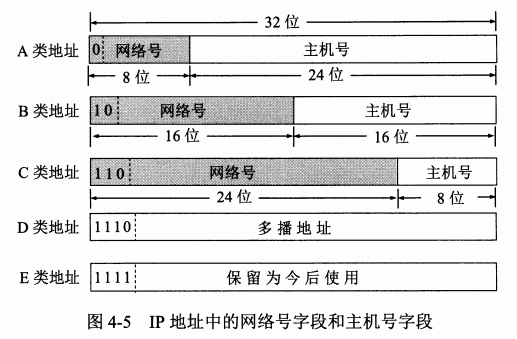 32 位
A 类地址 0 网络号 主机号
8 位 24 位
B 类地址 10 网络号 主机号
16 位 16 位
C 类地址 110 网络号 主机号
24 位 8 位
D 类地址 1110 多播地址
E 类地址 1111 保留为今后使用
图 4-5 IP 地址中的网络号字段和主机号字段